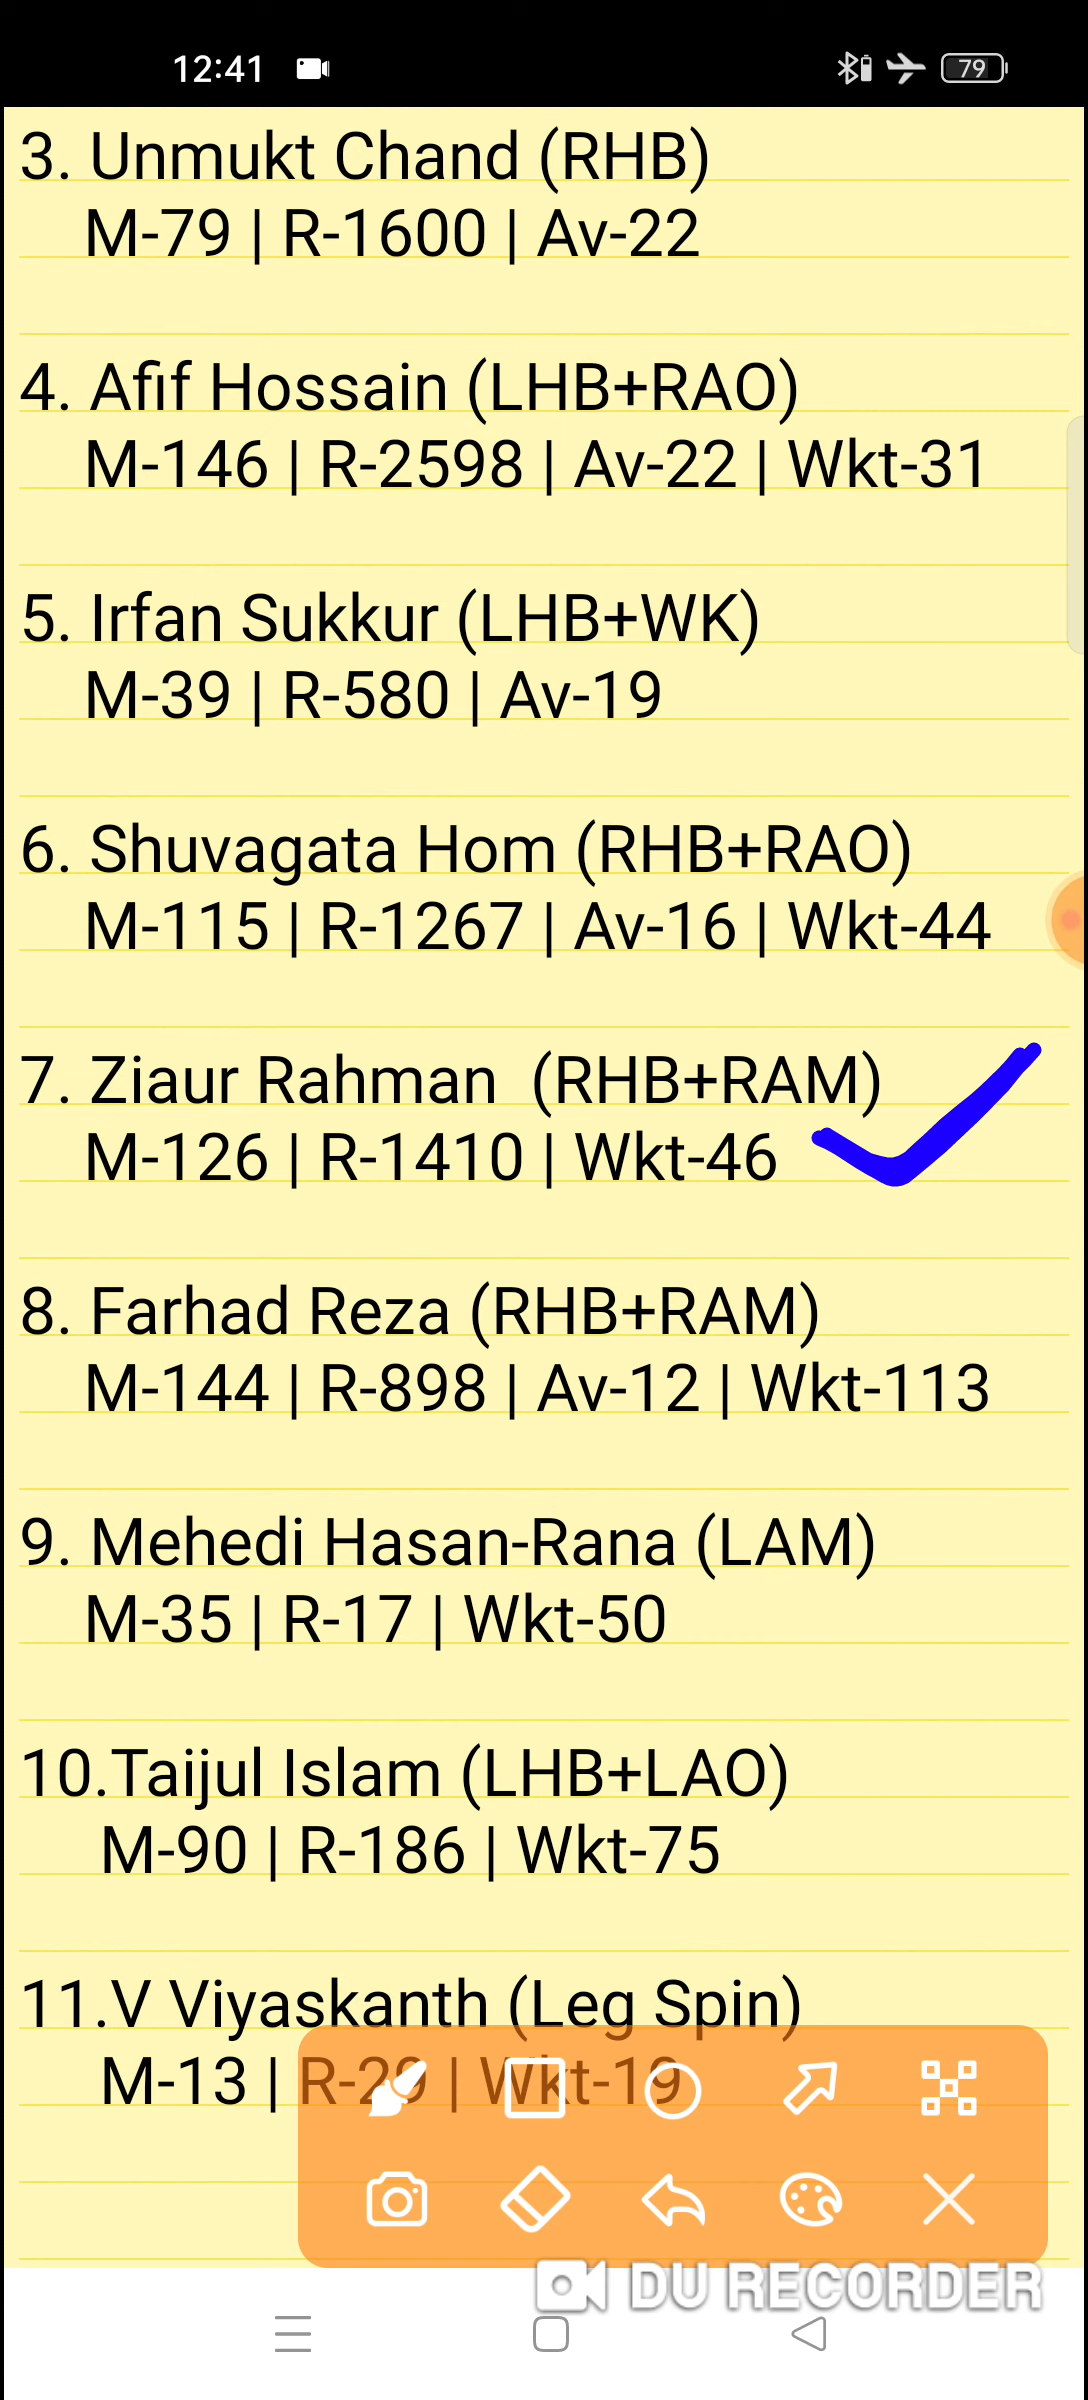 12:41
79
3. Unmukt Chand (RHB)
M-79 | R-1600 | Av-22
4. Afif Hossain (LHB+RAO)
M-146 | R-2598 | Av-22 | Wkt-31
5. Irfan Sukkur (LHB+WK)
M-39 | R-580 | Av-19
6. Shuvagata Hom (RHB+RAO)
M-115 | R-1267 | Av-16 | Wkt-44
7. Ziaur Rahman (RHB+RAM)
M-126 | R-1410 | Wkt-46
8. Farhad Reza (RHB+RAM)
M-144 | R-898 | Av-12 | Wkt-113
9. Mehedi Hasan-Rana (LAM)
M-35 | R-17 | Wkt-50
10.Taijul Islam (LHB+LAO)
M-90 | R-186 | Wkt-75
11.V Viyaskanth (Leg Spin)
M-13 | R-29 | Wkt-19
DU RECORDER